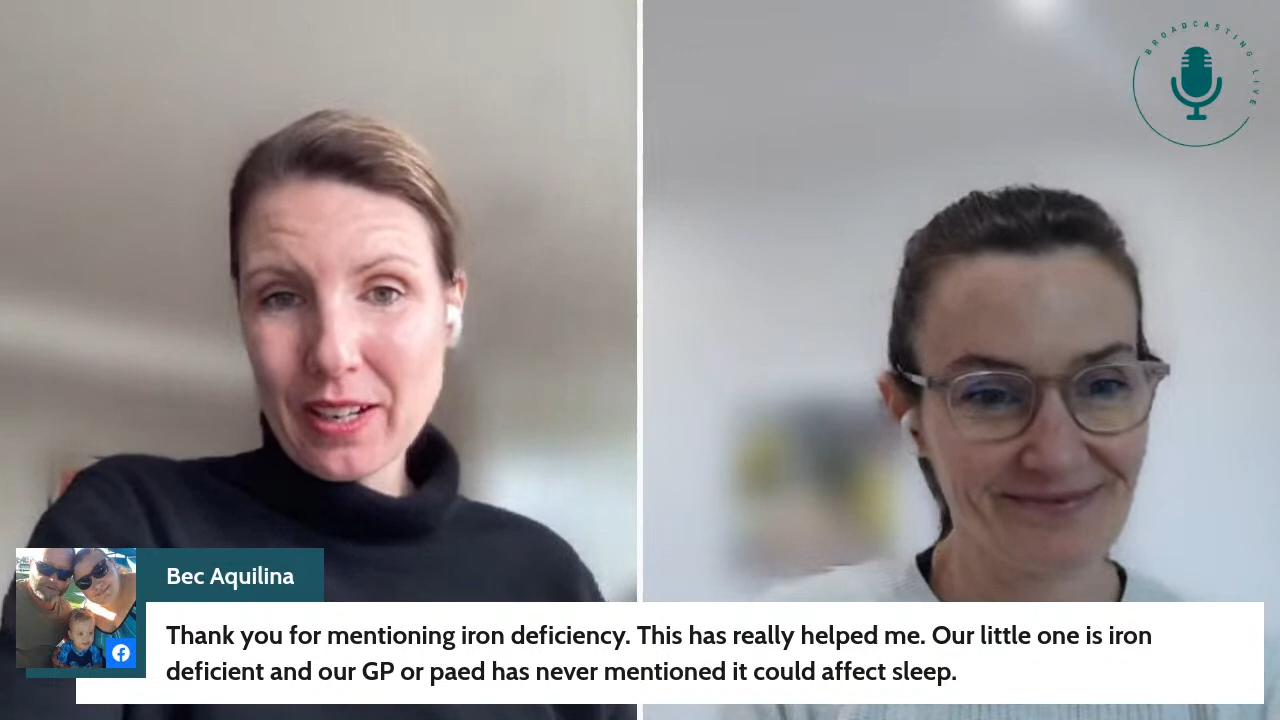 BROADCASTING LIVE
Bec Aquilina
Thank you for mentioning iron deficiency. This has really helped me. Our little one is iron
deficient and our GP or paed has never mentioned it could affect sleep.